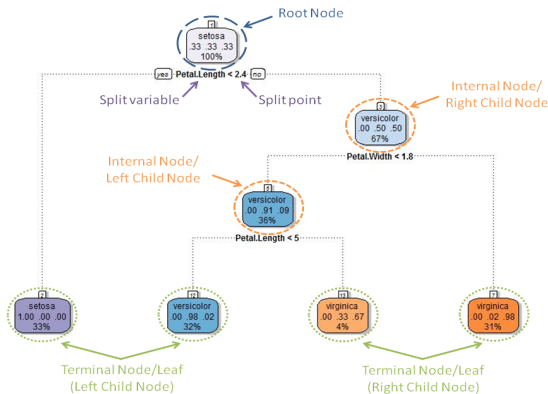 Root Node
1
setosa
.33 .33 .33
100%
yes Petal.Length < 2.4 no
Split variable
Split point
Internal Node/
Right Child Node
3
versicolor
.00 .50 .50
67%
Petal.Width < 1.8
Internal Node/
Left Child Node
6
versicolor
.00 .91 .09
36%
Petal.Length < 5
2
setosa
1.00 .00 .00
33%
12
versicolor
.00 .98 .02
32%
13
virginica
.00 .33 .67
4%
7
virginica
.00 .02 .98
31%
Terminal Node/Leaf
(Left Child Node)
Terminal Node/Leaf
(Right Child Node)